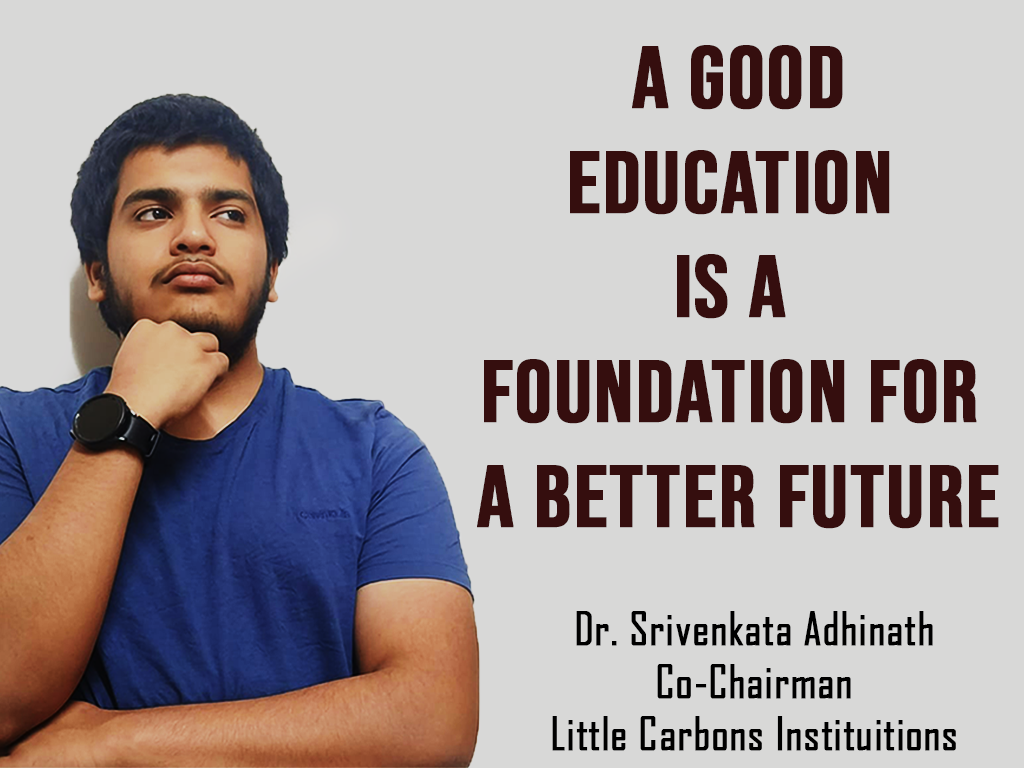 A GOOD
EDUCATION
IS A
FOUNDATION FOR
A BETTER FUTURE
Dr. Srivenkata Adhinath
Co-Chairman
Little Carbons Instituitions